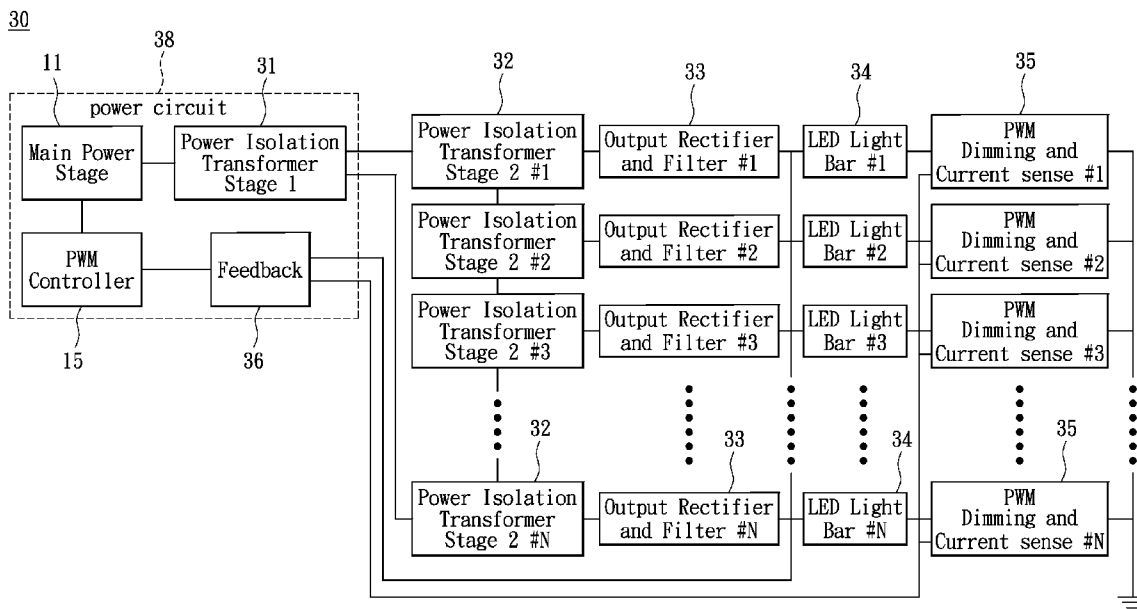 30
38
11
31
power circuit
Main Power
Stage
Power Isolation
Transformer
Stage 1
PWM
Controller
Feedback
15
36
32
33
34
35
Power Isolation
Transformer
Stage 2 #1
Output Rectifier
and Filter #1
LED Light
Bar #1
PWM
Dimming and
Current sense #1
Power Isolation
Transformer
Stage 2 #2
Output Rectifier
and Filter #2
LED Light
Bar #2
PWM
Dimming and
Current sense #2
Power Isolation
Transformer
Stage 2 #3
Output Rectifier
and Filter #3
LED Light
Bar #3
PWM
Dimming and
Current sense #3
32
33
34
35
Power Isolation
Transformer
Stage 2 #N
Output Rectifier
and Filter #N
LED Light
Bar #N
PWM
Dimming and
Current sense #N